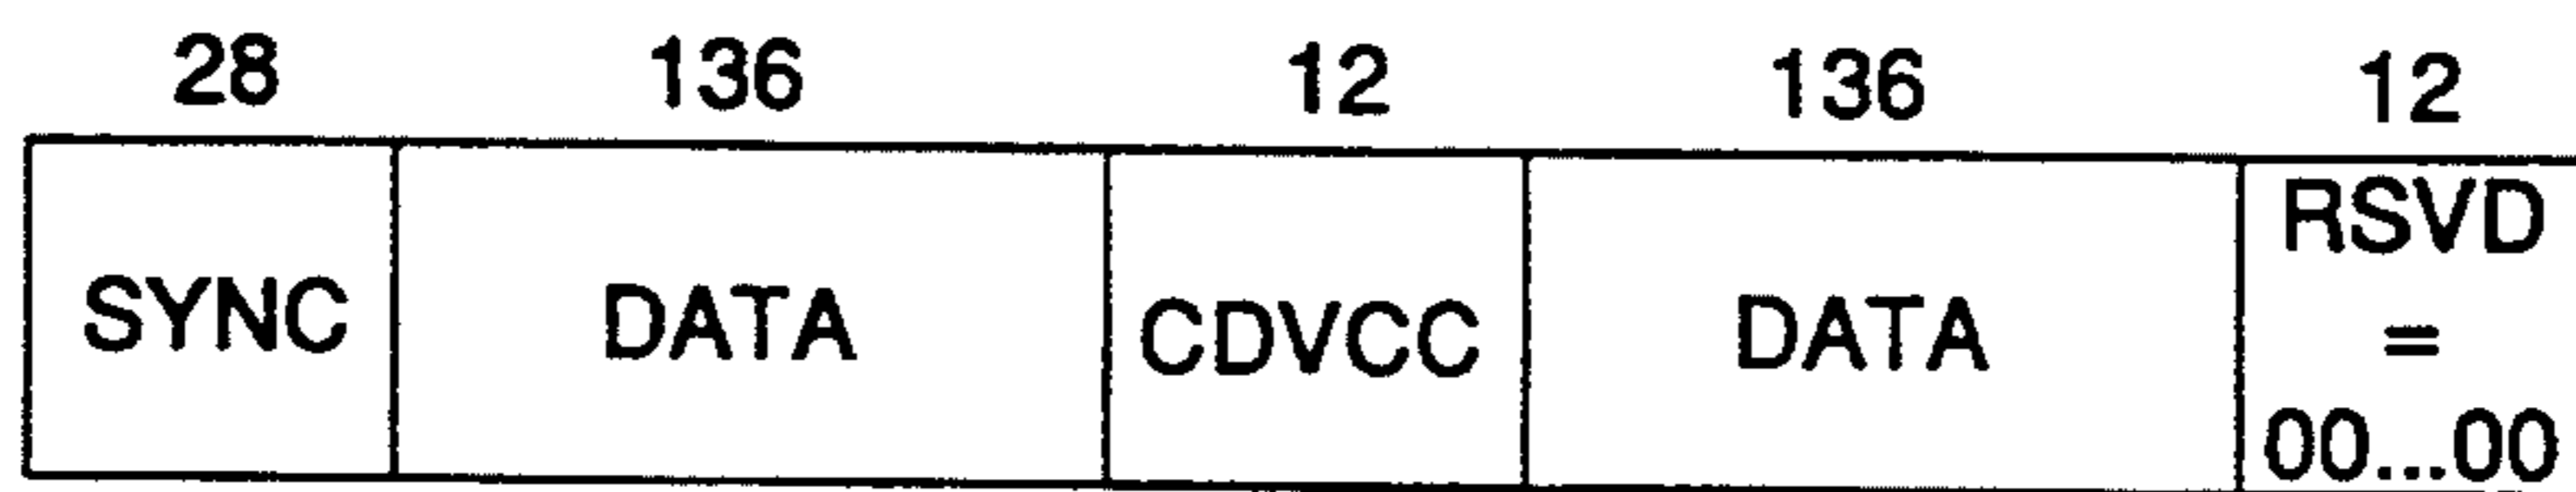 28 136 12 136 12
SYNC DATA CDVCC DATA RSVD
=
00...00